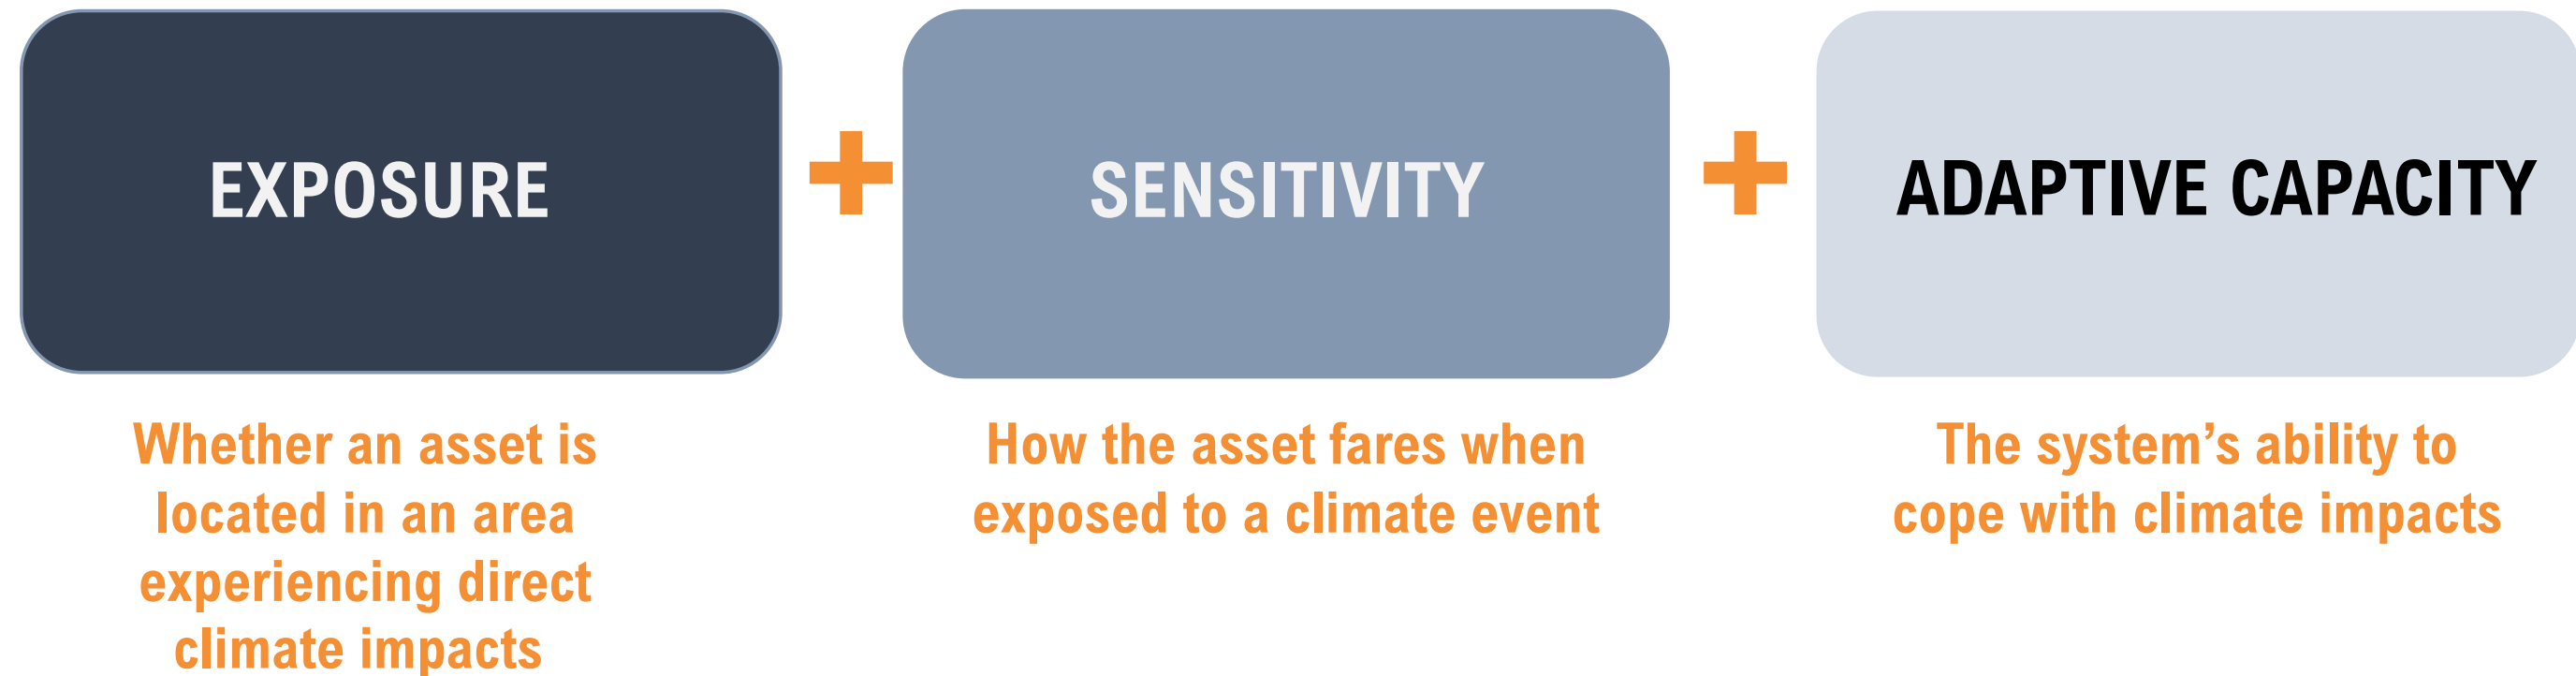 EXPOSURE
+
SENSITIVITY
+
ADAPTIVE CAPACITY
Whether an asset is
located in an area
experiencing direct
climate impacts
How the asset fares when
exposed to a climate event
The system’s ability to
cope with climate impacts